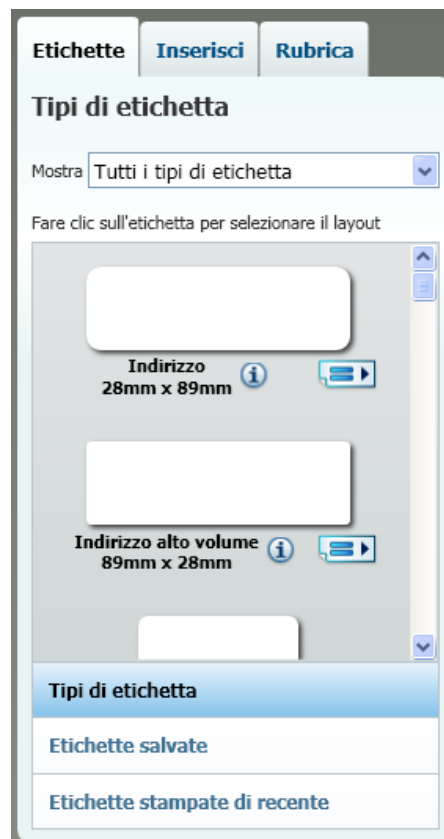 Etichette Inserisci Rubrica
Tipi di etichetta
Mostra Tutti i tipi di etichetta
Fare clic sull'etichetta per selezionare il layout
Indirizzo
28mm x 89mm
Indirizzo alto volume
89mm x 28mm
Tipi di etichetta
Etichette salvate
Etichette stampate di recente